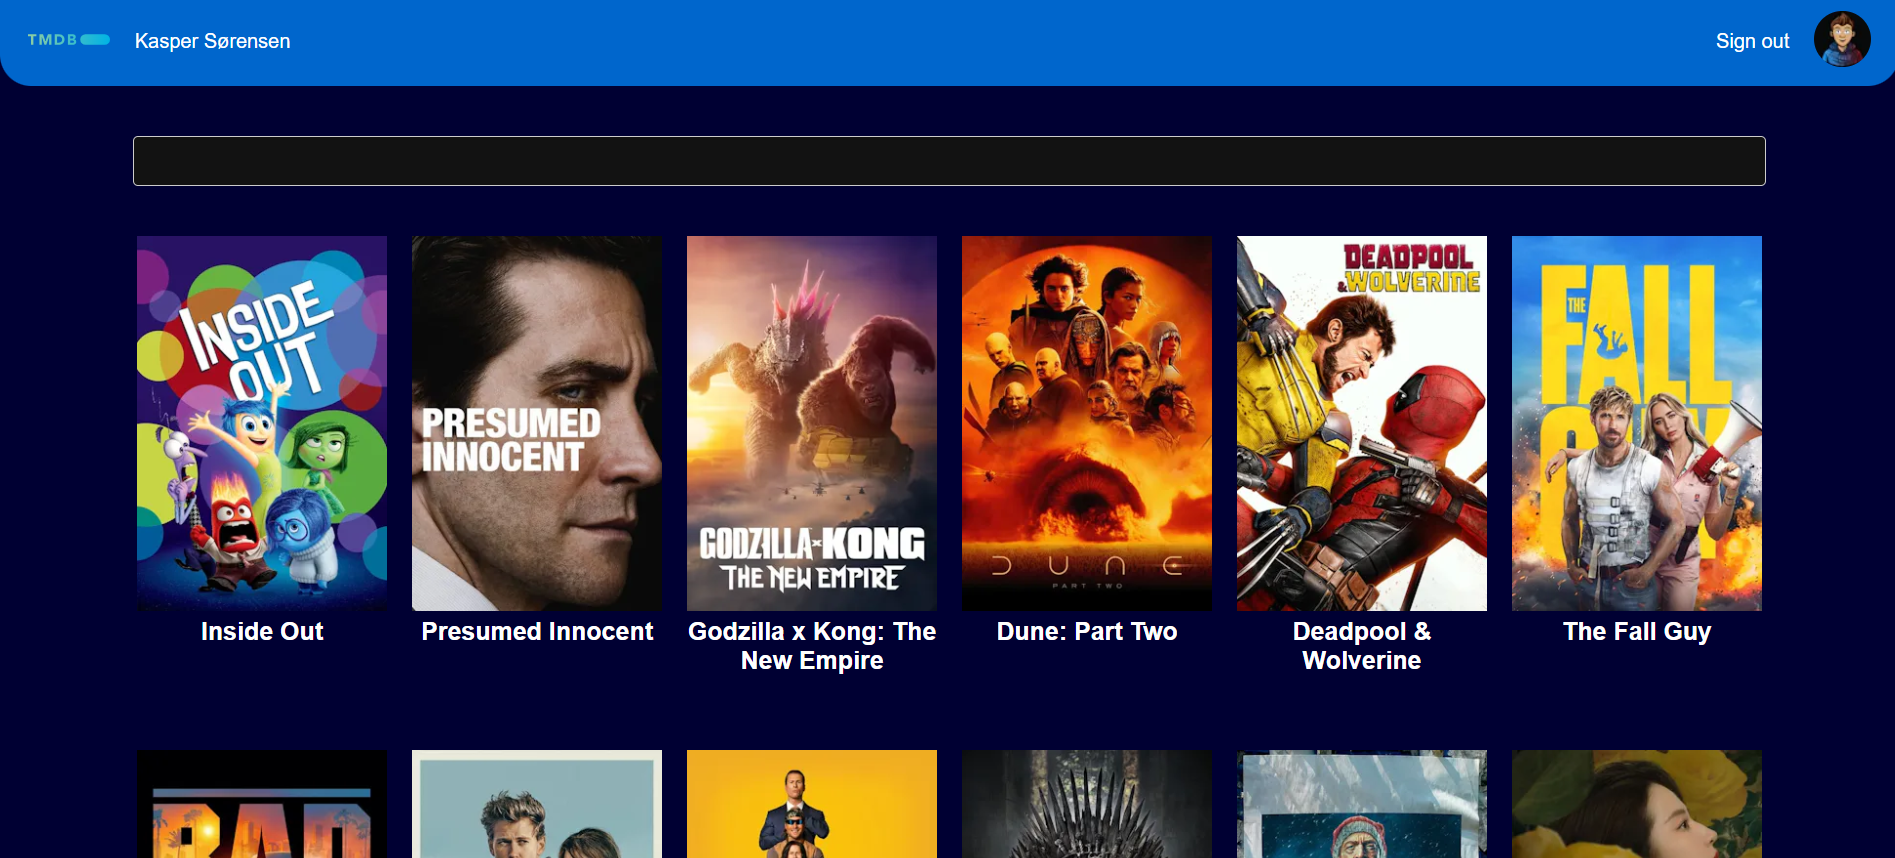 TMDB
Kasper Sørensen
Sign out
INSIDE
OUT
PRESUMED
INNOCENT
GODZILLA x KONG
THE NEW EMPIRE
DUNE
PART TWO
DEADPOOL
& WOLVERINE
THE
FALL
GUY
Inside Out
Presumed Innocent
Godzilla x Kong: The
New Empire
Dune: Part Two
Deadpool &
Wolverine
The Fall Guy
BAD